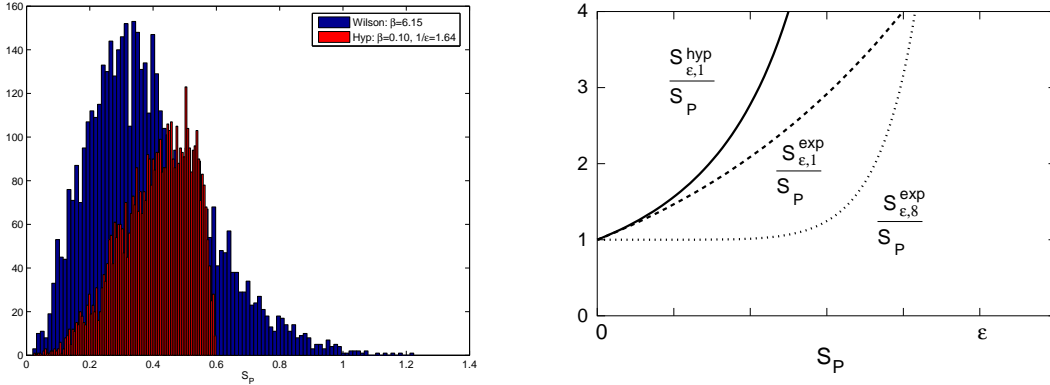 160
140
120
100
80
60
40
20
0
0 0.2 0.4 0.6 0.8 1 1.2 1.4
S_P
Wilson: β=6.15
Hyp: β=0.10, 1/ε=1.64
4
3
2
1
0
0 ε
S_P
S^hyp_ε,1
S_P
S^exp_ε,1
S_P
S^exp_ε,8
S_P